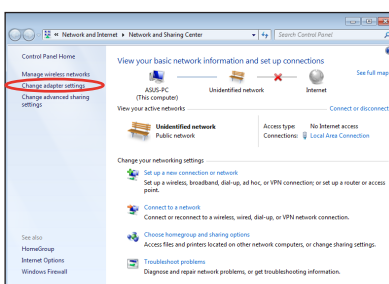 « Network and Internet ▸ Network and Sharing Center
Search Control Panel
Control Panel Home
Manage wireless networks
Change adapter settings
Change advanced sharing
settings
See also
HomeGroup
Internet Options
Windows Firewall
View your basic network information and set up connections
See full map
ASUS-PC
(This computer)
Unidentified network
Internet
View your active networks
Connect or disconnect
Unidentified network
Public network
Access type: No Internet access
Connections: Local Area Connection
Change your networking settings
Set up a new connection or network
Set up a wireless, broadband, dial-up, ad hoc, or VPN connection; or set up a router or access
point.
Connect to a network
Connect or reconnect to a wireless, wired, dial-up, or VPN network connection.
Choose homegroup and sharing options
Access files and printers located on other network computers, or change sharing settings.
Troubleshoot problems
Diagnose and repair network problems, or get troubleshooting information.